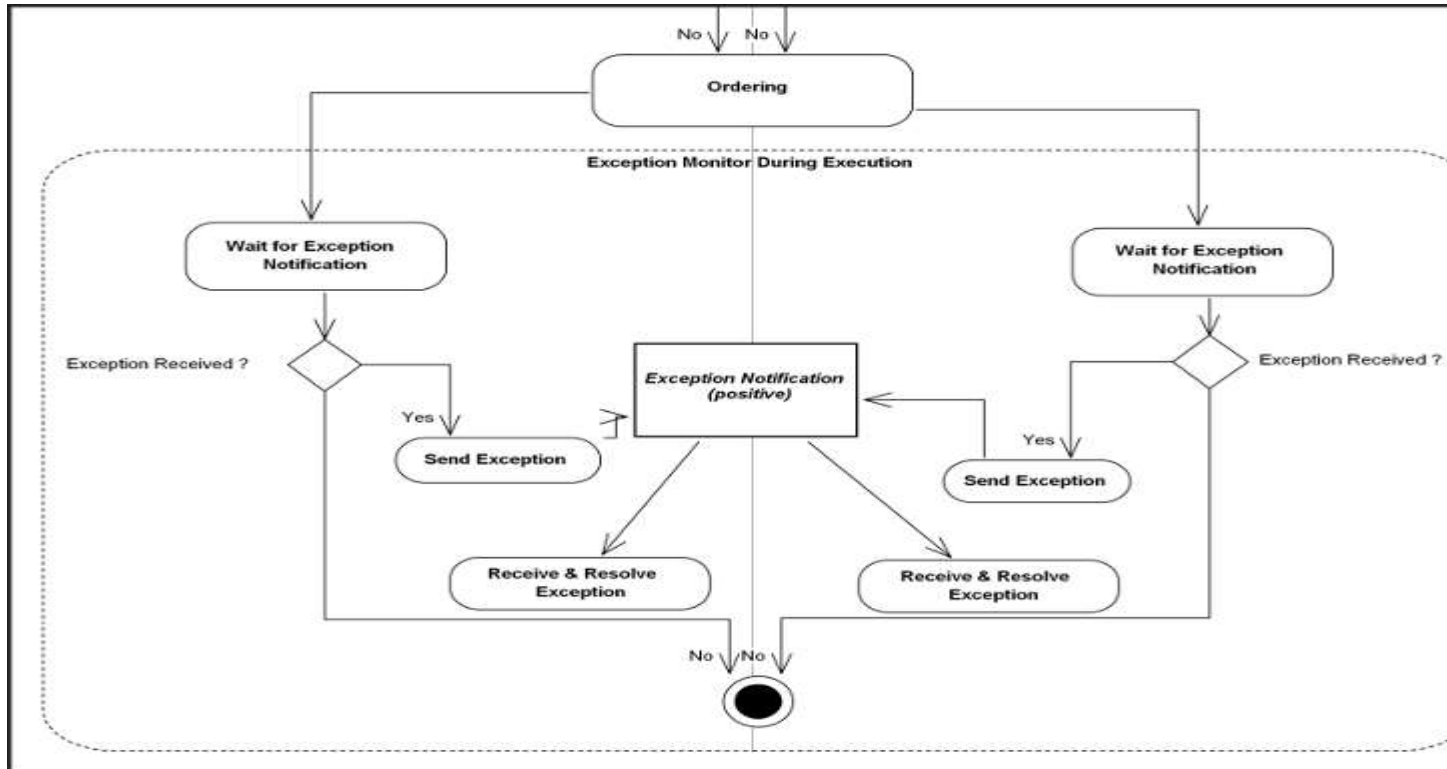 No No
Ordering
Exception Monitor During Execution
Wait for Exception
Notification
Wait for Exception
Notification
Exception Received ?
Exception Notification
(positive)
Exception Received ?
Yes
Send Exception
Yes
Send Exception
Receive & Resolve
Exception
Receive & Resolve
Exception
No No